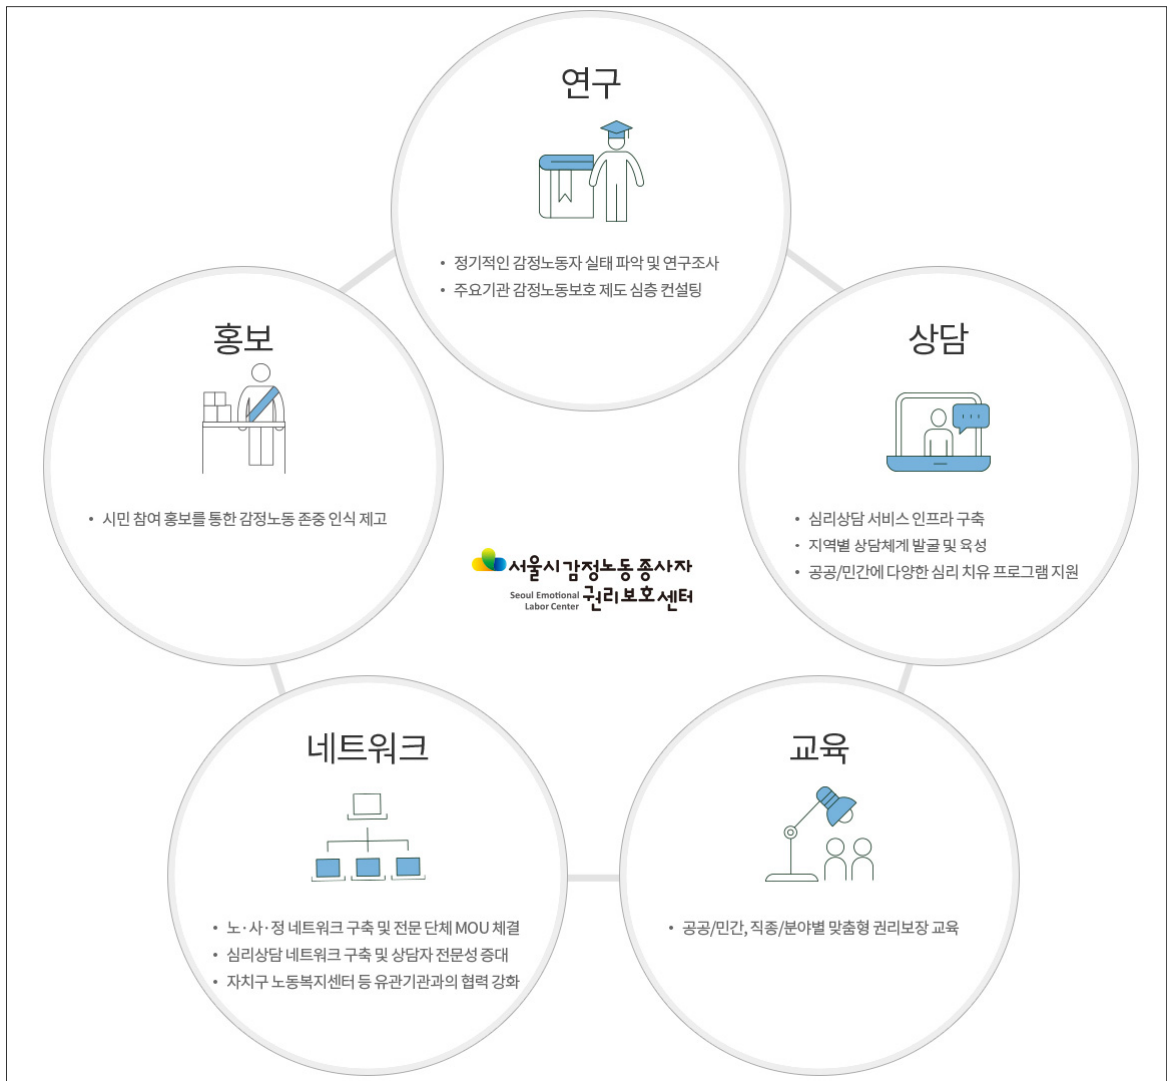 연구
• 정기적인 감정노동자 실태 파악 및 연구조사
• 주요기관 감정노동보호 제도 심층 컨설팅
홍보
• 시민 참여 홍보를 통한 감정노동 존중 인식 제고
상담
• 심리상담 서비스 인프라 구축
• 지역별 상담체계 발굴 및 육성
• 공공/민간에 다양한 심리 치유 프로그램 지원
서울시감정노동 종사자
Seoul Emotional
Labor Center
권리보호센터
네트워크
• 노·사·정 네트워크 구축 및 전문 단체 MOU 체결
• 심리상담 네트워크 구축 및 상담자 전문성 증대
• 자치구 노동복지센터 등 유관기관과의 협력 강화
교육
• 공공/민간, 직종/분야별 맞춤형 권리보장 교육